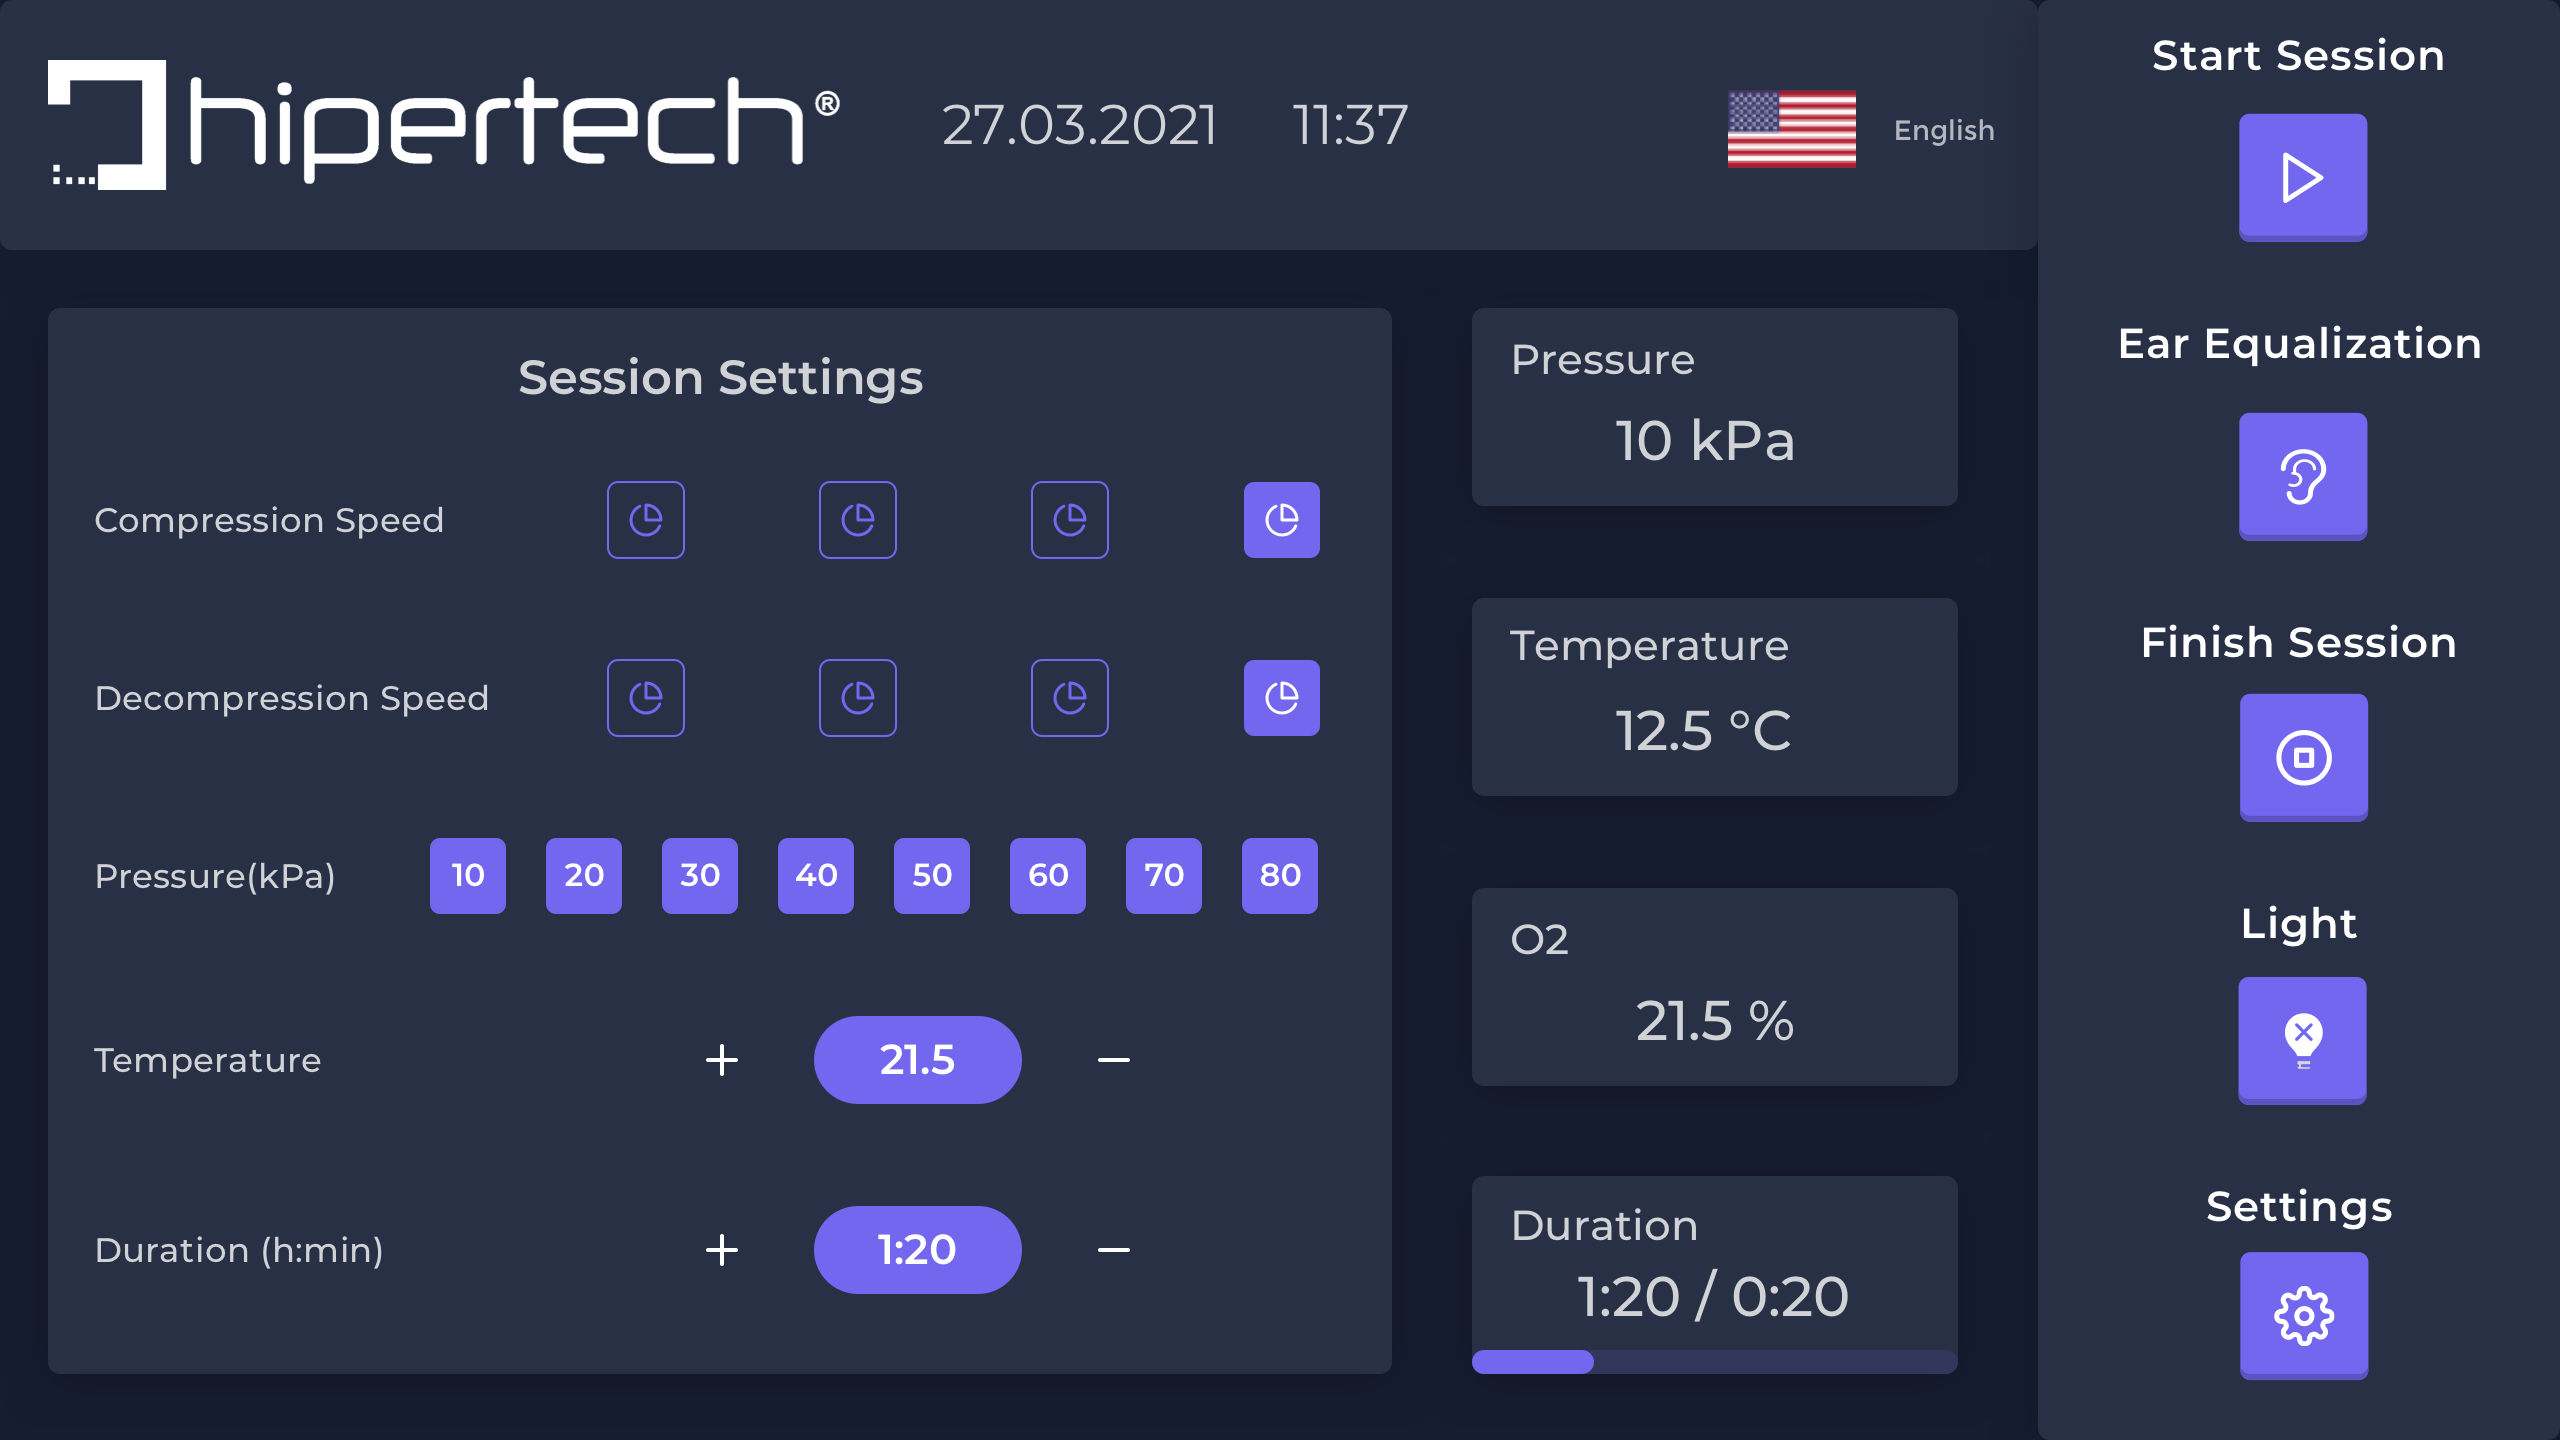 hipertech®
27.03.2021 11:37
English
Session Settings
Compression Speed
Decompression Speed
Pressure(kPa) 10 20 30 40 50 60 70 80
Temperature + 21.5 −
Duration (h:min) + 1:20 −
Pressure
10 kPa
Temperature
12.5 °C
O2
21.5 %
Duration
1:20 / 0:20
Start Session
Ear Equalization
Finish Session
Light
Settings